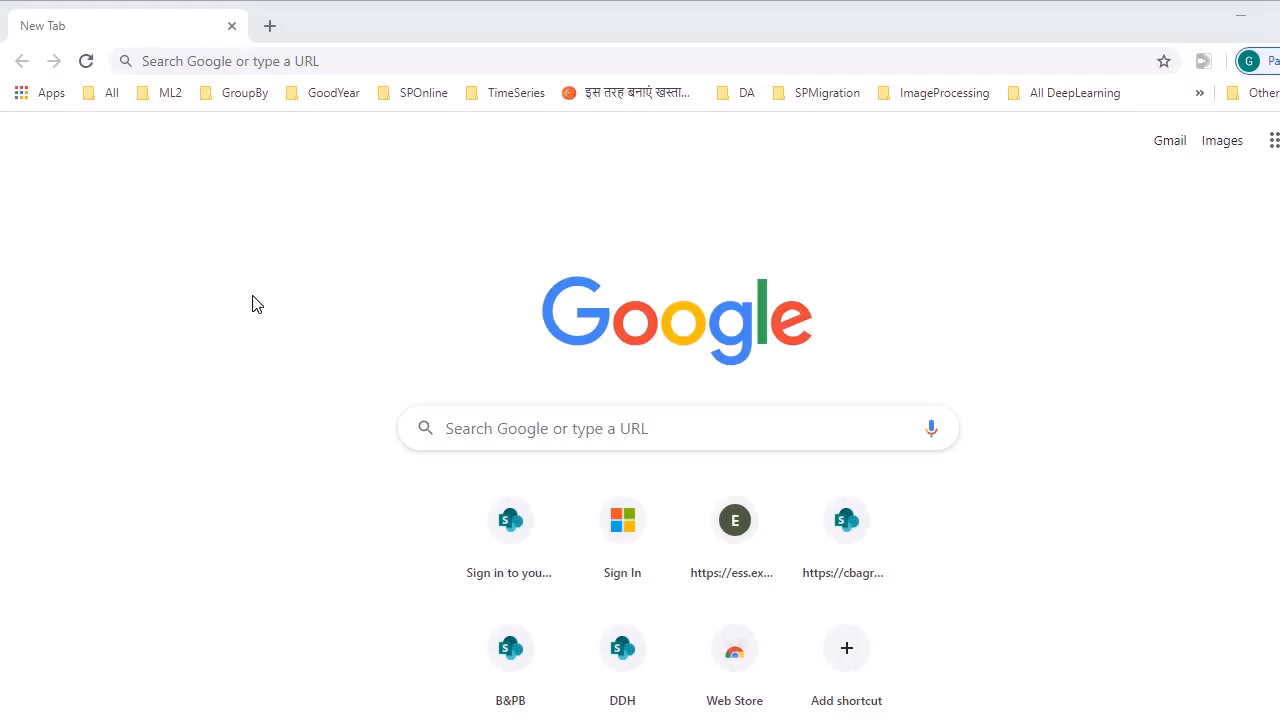 New Tab
Search Google or type a URL
G Pa
Apps All ML2 GroupBy GoodYear SPOnline TimeSeries इस तरह बनाएं खस्ता... DA SPMigration ImageProcessing All DeepLearning » Other
Gmail Images
Google
Search Google or type a URL
E
Sign in to you... Sign In https://ess.ex... https://cbagr...
B&PB DDH Web Store Add shortcut